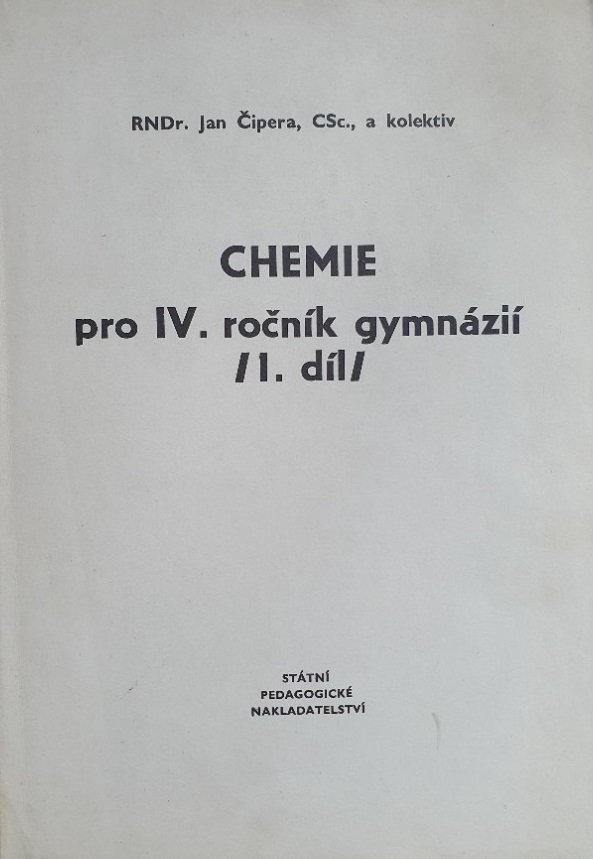 RNDr. Jan Čipera, CSc., a kolektiv
CHEMIE
pro IV. ročník gymnázií
/1. díl/
STÁTNÍ
PEDAGOGICKÉ
NAKLADATELSTVÍ